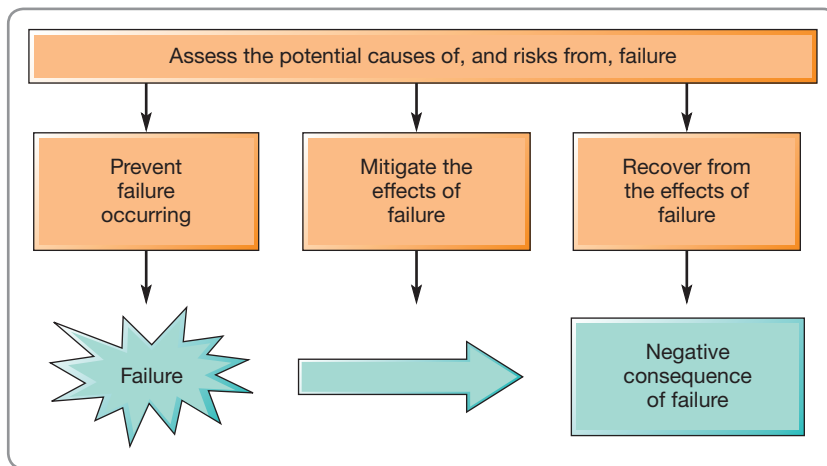 Assess the potential causes of, and risks from, failure
Prevent
failure
occurring
Mitigate the
effects of
failure
Recover from
the effects of
failure
Failure
Negative
consequence
of failure